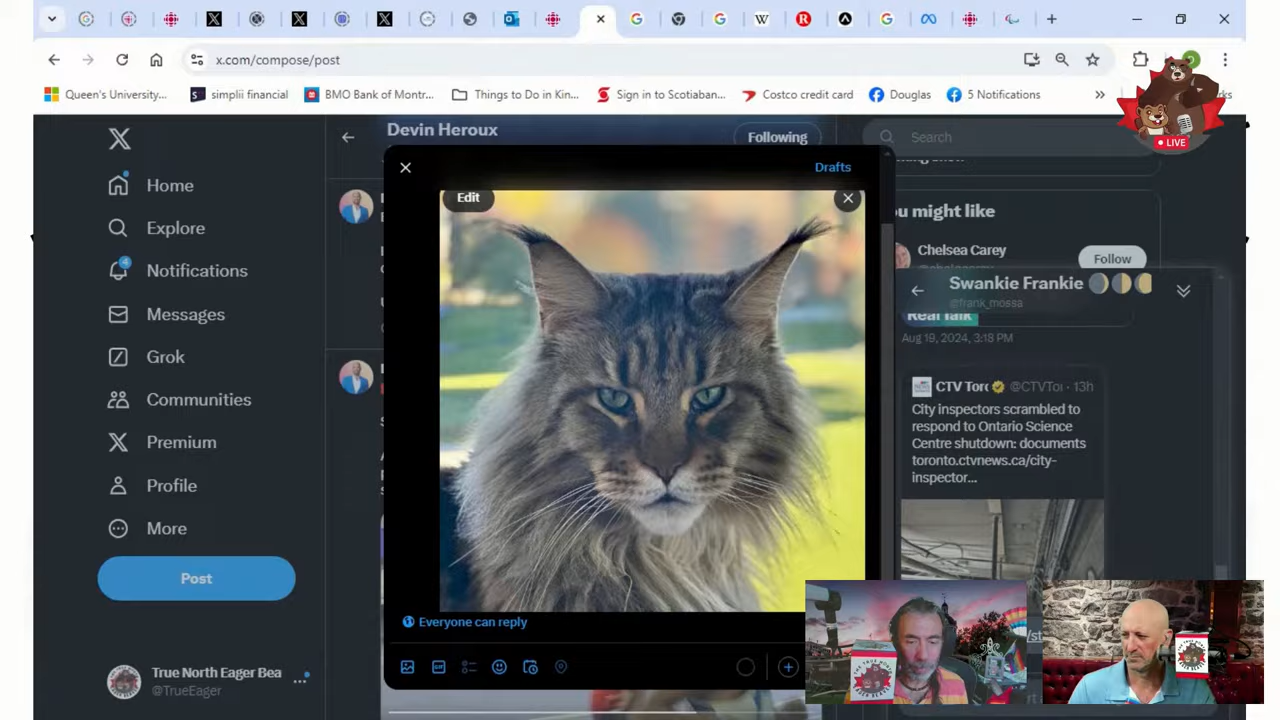 x.com/compose/post
Queen's University...
simplii financial
BMO Bank of Montr...
Things to Do in Kin...
Sign in to Scotiaban...
Costco credit card
Douglas
5 Notifications
»
LIVE
Home
Explore
Notifications
4
Messages
Grok
Communities
Premium
Profile
More
Post
True North Eager Bea
@TrueEager
Devin Heroux
Following
Drafts
Edit
Everyone can reply
GIF
Search
u might like
Chelsea Carey
Follow
Swankie Frankie
@frank_mossa
Real Talk
Aug 19, 2024, 3:18 PM
CTV Torc
@CTVToi · 13h
City inspectors scrambled to
respond to Ontario Science
Centre shutdown: documents
toronto.ctvnews.ca/city-
inspector...